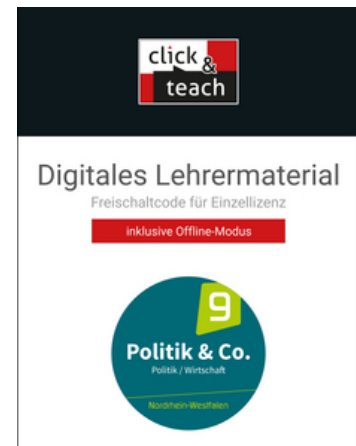 click &
teach
Digitales Lehrermaterial
Freischaltcode für Einzellizenz
inklusive Offline-Modus
9
Politik & Co.
Politik / Wirtschaft
Nordrhein-Westfalen